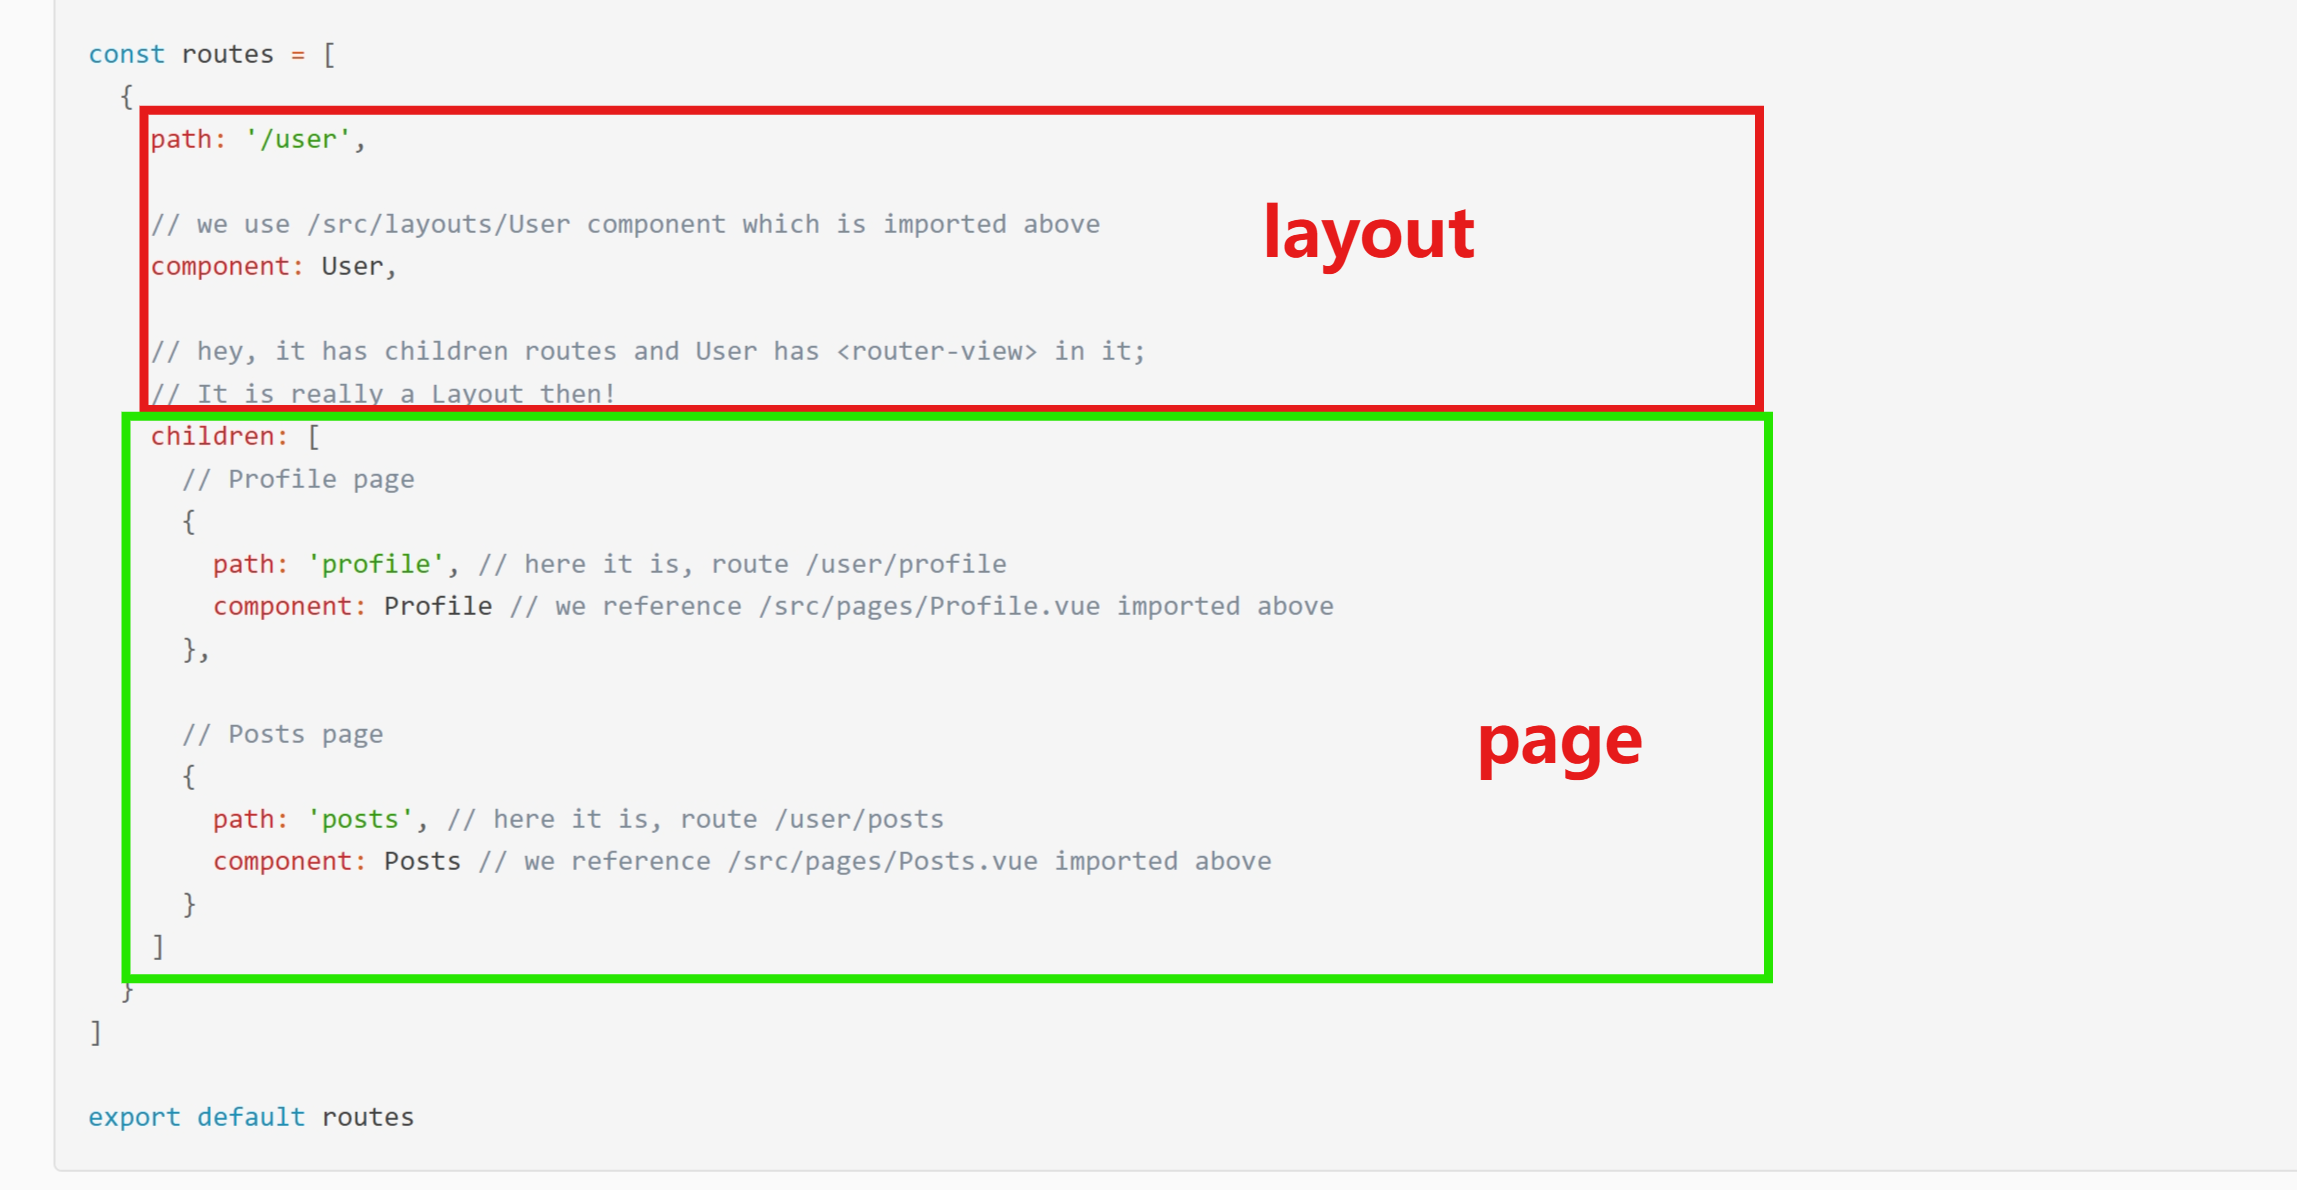 const routes = [
{
path: '/user',
// we use /src/layouts/User component which is imported above
layout
component: User,
// hey, it has children routes and User has <router-view> in it;
// It is really a Layout then!
children: [
// Profile page
{
path: 'profile', // here it is, route /user/profile
component: Profile // we reference /src/pages/Profile.vue imported above
},
// Posts page
page
{
path: 'posts', // here it is, route /user/posts
component: Posts // we reference /src/pages/Posts.vue imported above
}
]
}
]
export default routes